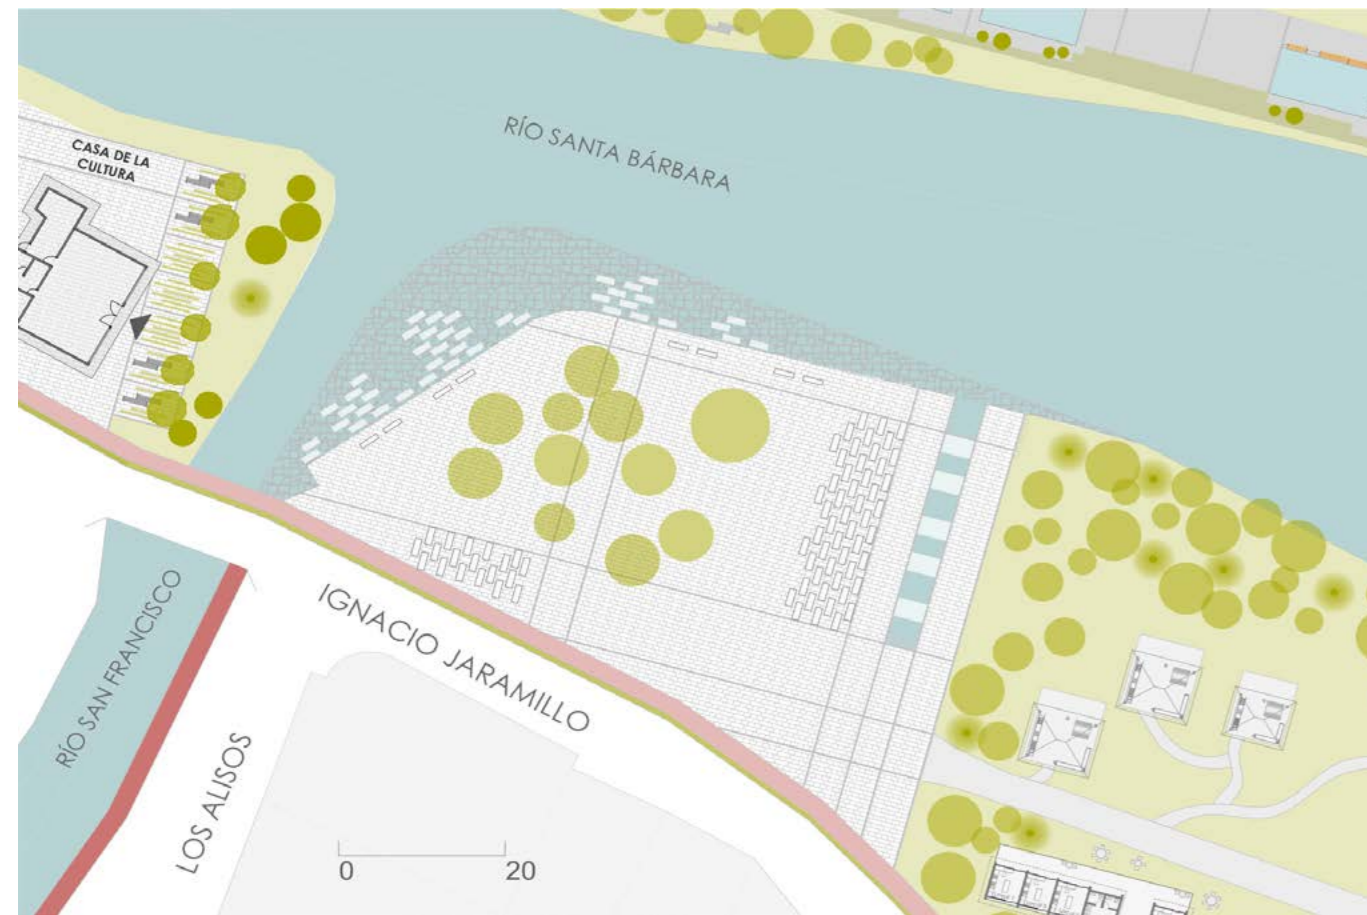 RÍO SANTA BÁRBARA
CASA DE LA
CULTURA
RÍO SAN FRANCISCO
IGNACIO JARAMILLO
LOS ALISOS
0 20